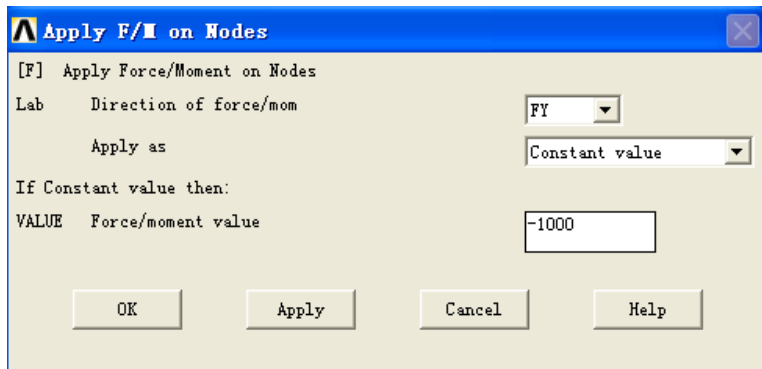 Apply F/M on Nodes
[F] Apply Force/Moment on Nodes
Lab Direction of force/mom FY
Apply as Constant value
If Constant value then:
VALUE Force/moment value -1000
OK Apply Cancel Help